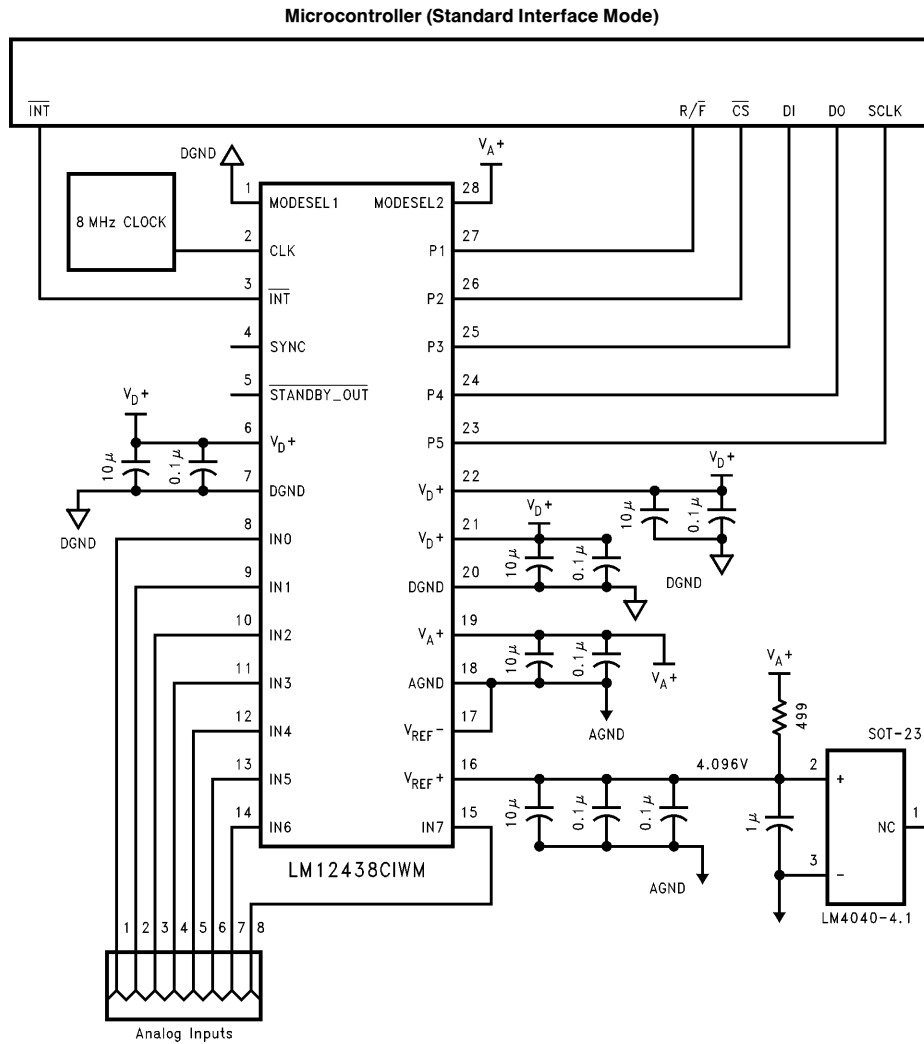 Microcontroller (Standard Interface Mode)
INT R/F CS DI DO SCLK
DGND
VA+
8 MHz CLOCK
1 MODESEL1 MODESEL2 28
2 CLK P1 27
3 INT P2 26
4 SYNC P3 25
5 STANDBY_OUT P4 24
VD+
10μ 0.1μ
6 VD+ P5 23
7 DGND VD+ 22
DGND
VD+
10μ 0.1μ
DGND
8 IN0 VD+ 21
VD+
10μ 0.1μ
9 IN1 DGND 20
10 IN2 VA+ 19
10μ 0.1μ
VA+
11 IN3 AGND 18
AGND
12 IN4 VREF- 17
13 IN5 VREF+ 16
4.096V
10μ 0.1μ 0.1μ
AGND
14 IN6 IN7 15
VA+
499
SOT-23
2 +
1μ
NC 1
3 -
LM4040-4.1
LM12438CIWM
1 2 3 4 5 6 7 8
Analog Inputs